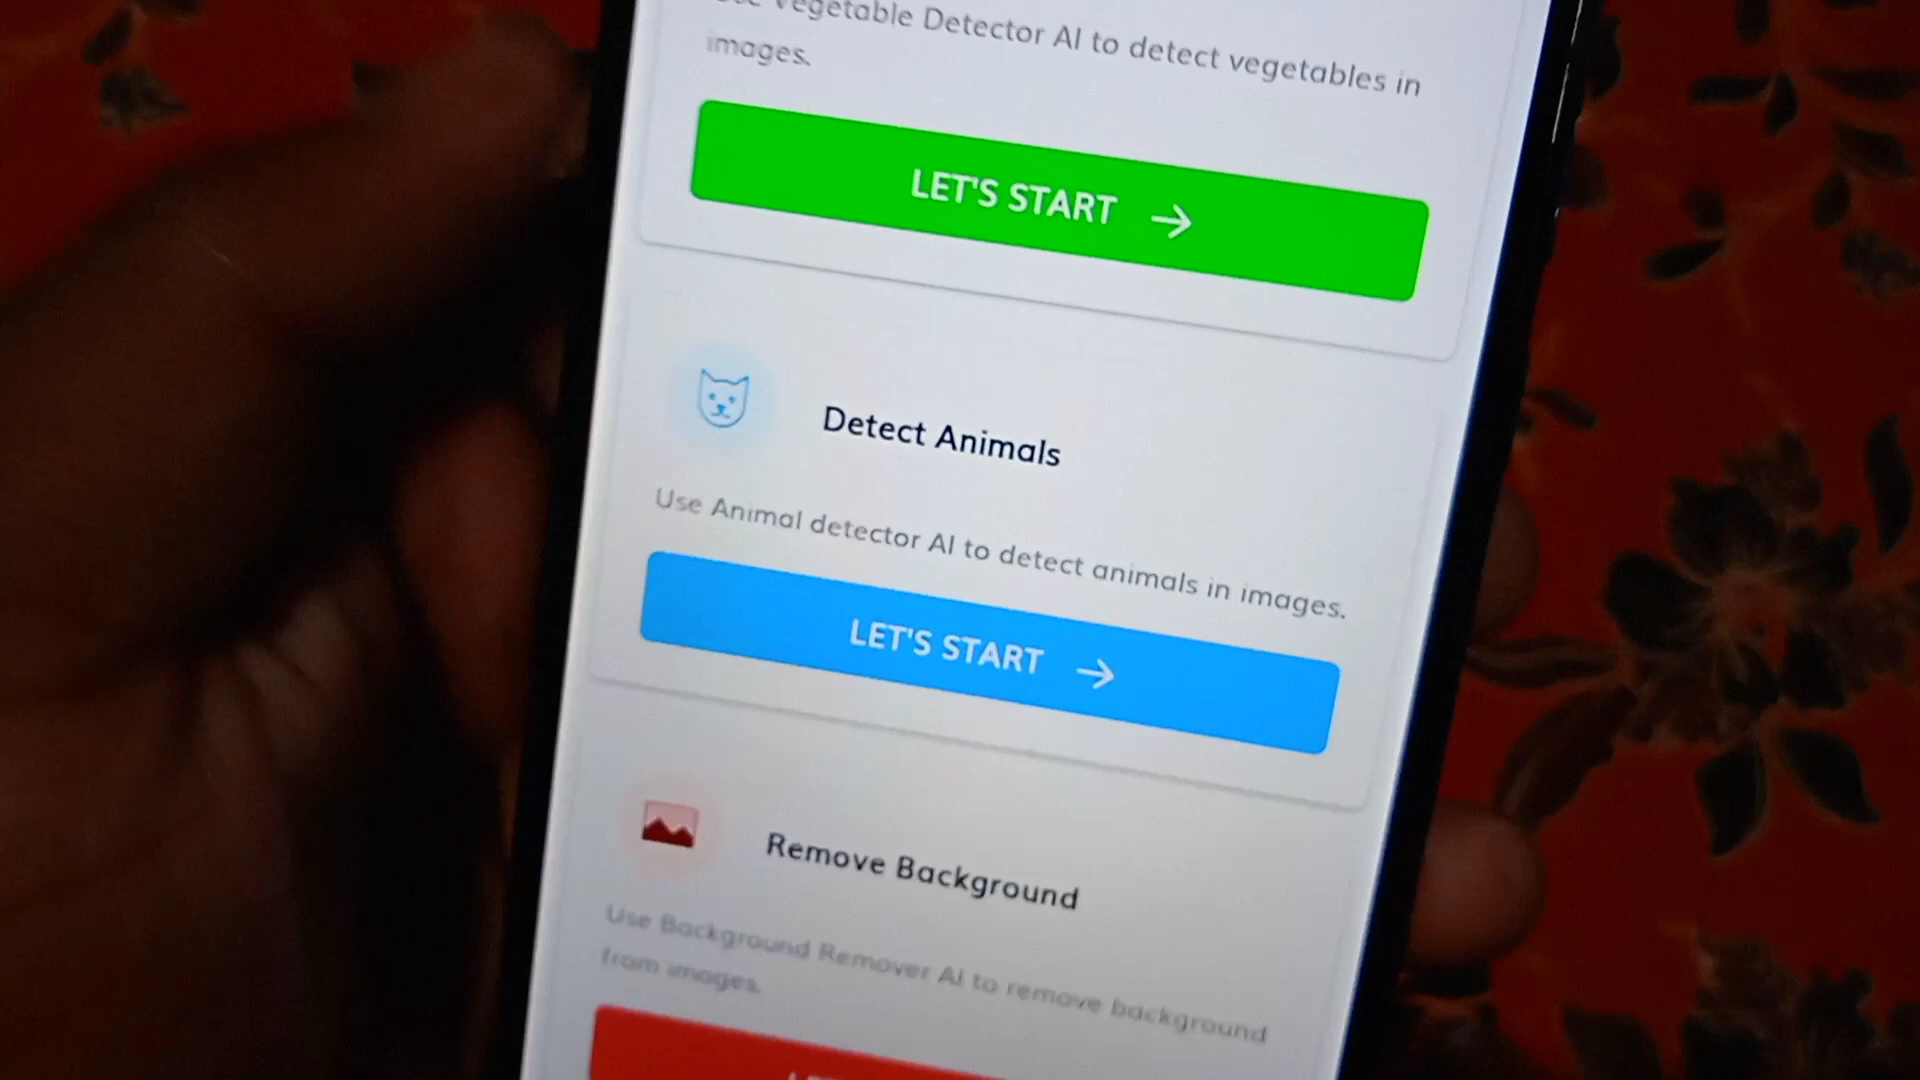 Vegetable Detector AI to detect vegetables in
images.
LET'S START →
Detect Animals
Use Animal detector AI to detect animals in images.
LET'S START →
Remove Background
Use Background Remover AI to remove background
from images.